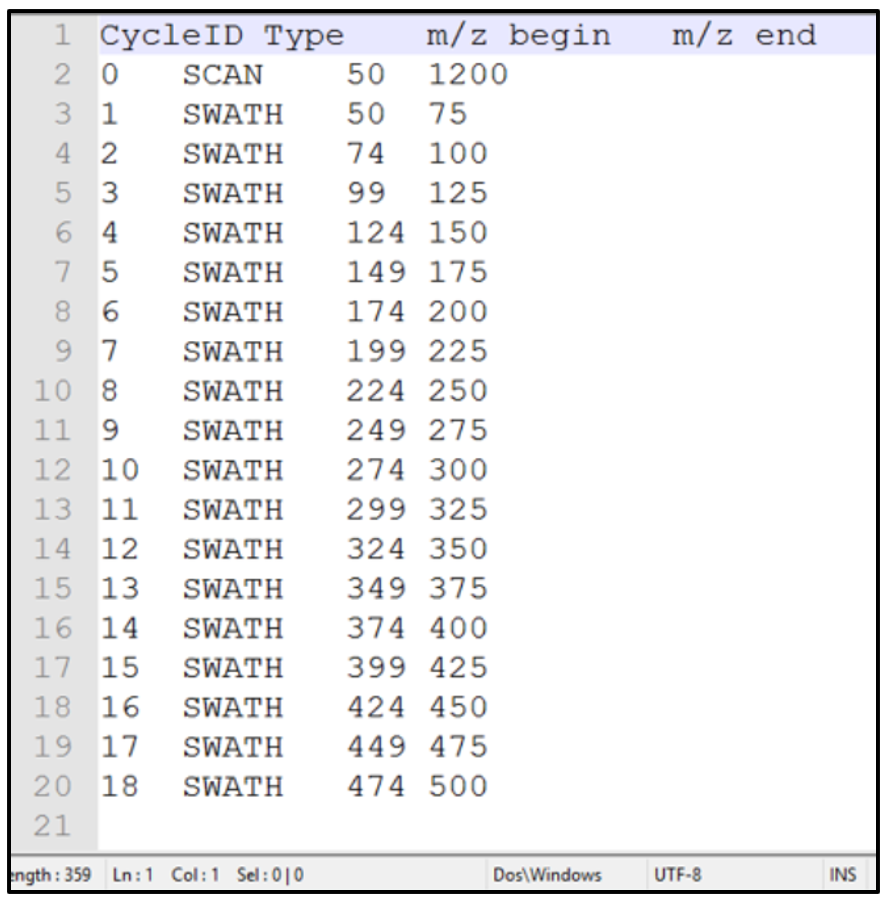 1 CycleID Type m/z begin m/z end
2 0 SCAN 50 1200
3 1 SWATH 50 75
4 2 SWATH 74 100
5 3 SWATH 99 125
6 4 SWATH 124 150
7 5 SWATH 149 175
8 6 SWATH 174 200
9 7 SWATH 199 225
10 8 SWATH 224 250
11 9 SWATH 249 275
12 10 SWATH 274 300
13 11 SWATH 299 325
14 12 SWATH 324 350
15 13 SWATH 349 375
16 14 SWATH 374 400
17 15 SWATH 399 425
18 16 SWATH 424 450
19 17 SWATH 449 475
20 18 SWATH 474 500
21
ength : 359 Ln : 1 Col : 1 Sel : 0 | 0 Dos\Windows UTF-8 INS